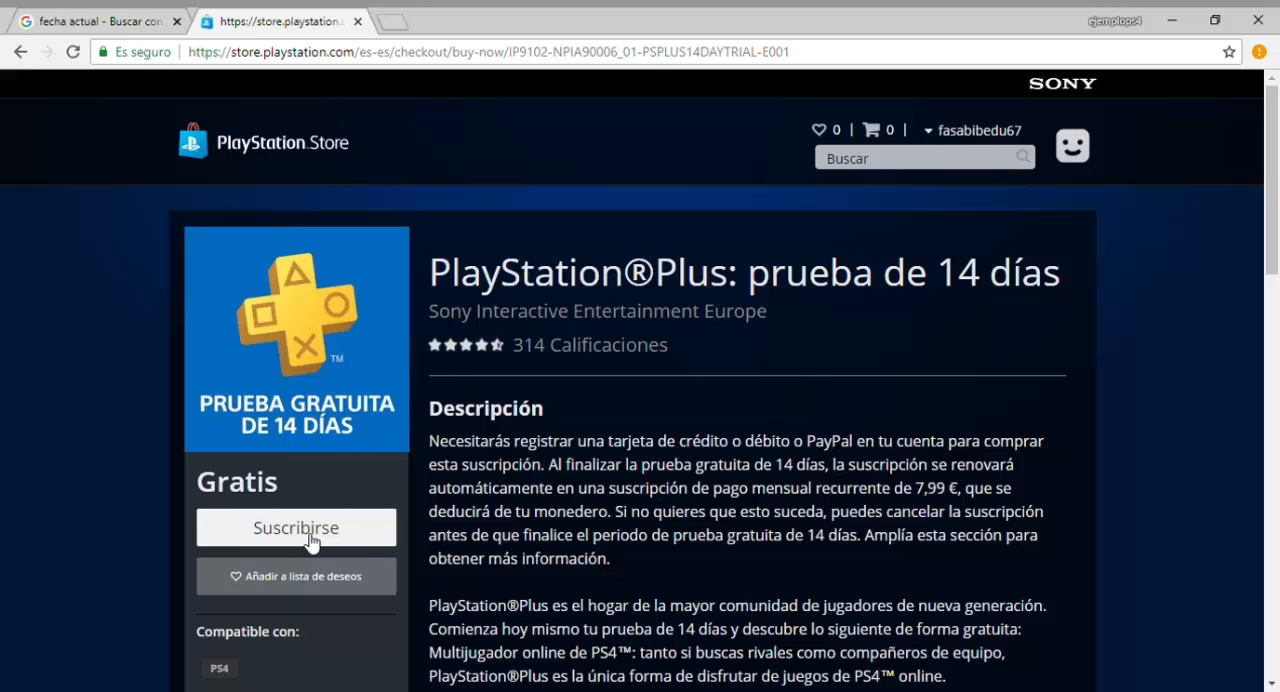 fecha actual - Buscar con
https://store.playstation.
ejemplops4
Es seguro
https://store.playstation.com/es-es/checkout/buy-now/IP9102-NPIA90006_01-PSPLUS14DAYTRIAL-E001
SONY
PlayStation.Store
0 | 0 | fasabibedu67
Buscar
PRUEBA GRATUITA
DE 14 DÍAS
TM
Gratis
Suscribirse
Añadir a lista de deseos
Compatible con:
PS4
PlayStation®Plus: prueba de 14 días
Sony Interactive Entertainment Europe
314 Calificaciones
Descripción
Necesitarás registrar una tarjeta de crédito o débito o PayPal en tu cuenta para comprar
esta suscripción. Al finalizar la prueba gratuita de 14 días, la suscripción se renovará
automáticamente en una suscripción de pago mensual recurrente de 7,99 €, que se
deducirá de tu monedero. Si no quieres que esto suceda, puedes cancelar la suscripción
antes de que finalice el periodo de prueba gratuita de 14 días. Amplía esta sección para
obtener más información.
PlayStation®Plus es el hogar de la mayor comunidad de jugadores de nueva generación.
Comienza hoy mismo tu prueba de 14 días y descubre lo siguiente de forma gratuita:
Multijugador online de PS4™: tanto si buscas rivales como compañeros de equipo,
PlayStation®Plus es la única forma de disfrutar de juegos de PS4™ online.